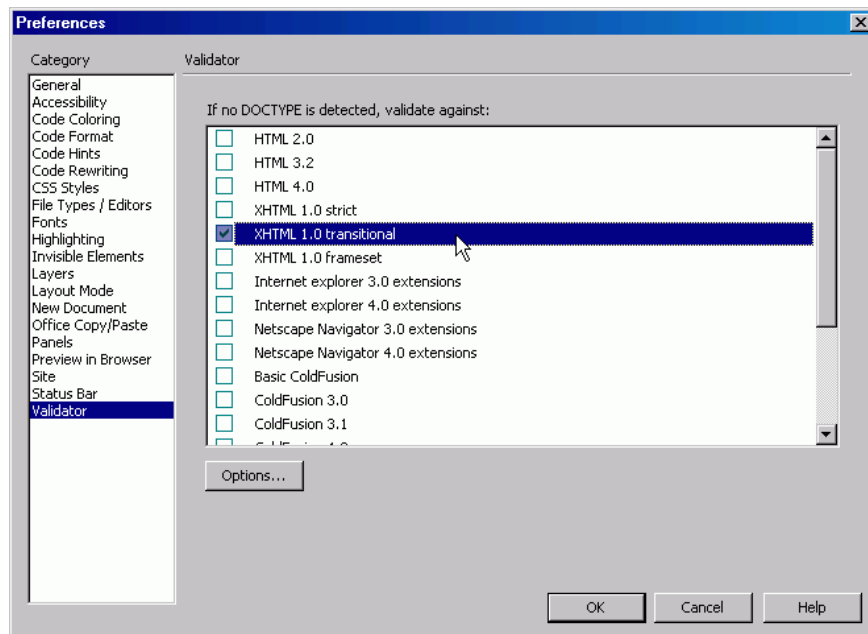 Preferences
Category
General
Accessibility
Code Coloring
Code Format
Code Hints
Code Rewriting
CSS Styles
File Types / Editors
Fonts
Highlighting
Invisible Elements
Layers
Layout Mode
New Document
Office Copy/Paste
Panels
Preview in Browser
Site
Status Bar
Validator
Validator
If no DOCTYPE is detected, validate against:
HTML 2.0
HTML 3.2
HTML 4.0
XHTML 1.0 strict
XHTML 1.0 transitional
XHTML 1.0 frameset
Internet explorer 3.0 extensions
Internet explorer 4.0 extensions
Netscape Navigator 3.0 extensions
Netscape Navigator 4.0 extensions
Basic ColdFusion
ColdFusion 3.0
ColdFusion 3.1
Options...
OK
Cancel
Help